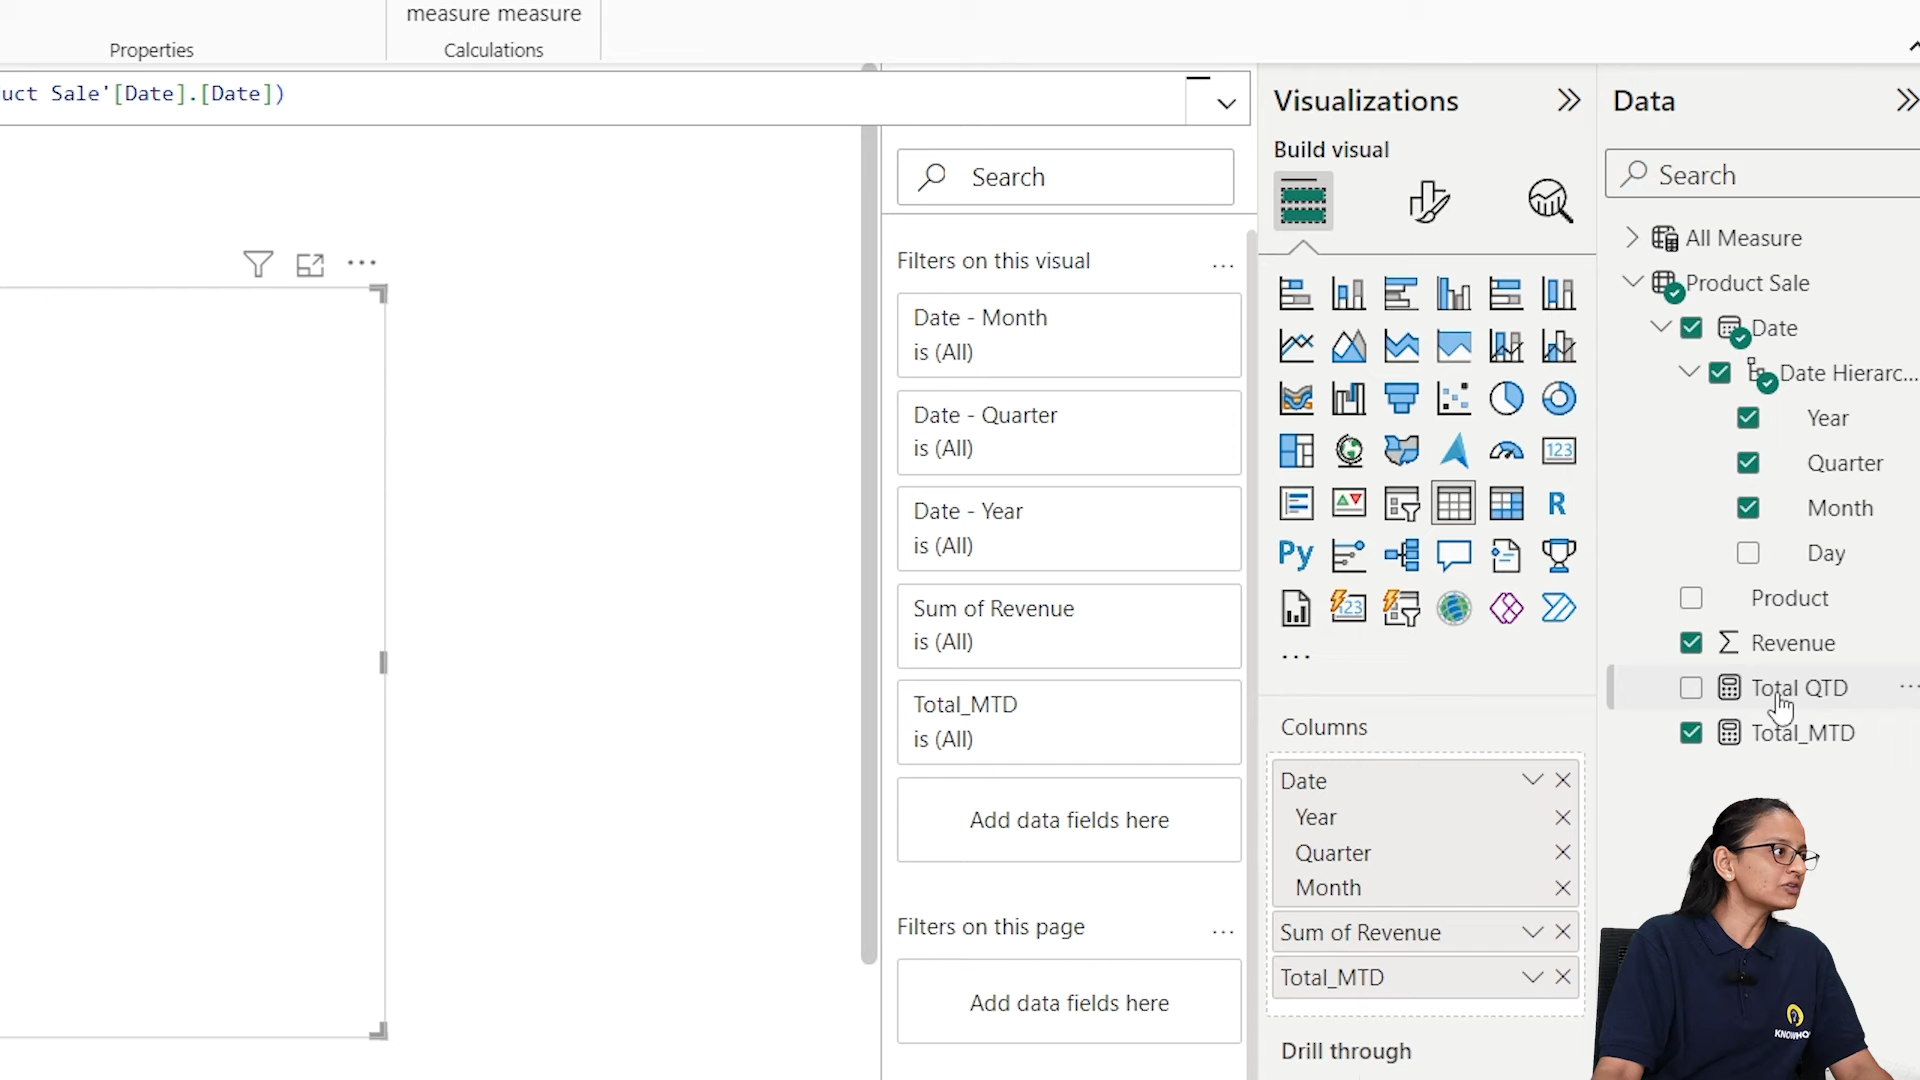 measure measure
Properties
Calculations
uct Sale'[Date].[Date])
Search
Filters on this visual
Date - Month
is (All)
Date - Quarter
is (All)
Date - Year
is (All)
Sum of Revenue
is (All)
Total_MTD
is (All)
Add data fields here
Filters on this page
Add data fields here
Visualizations
Build visual
123
R
Py
123
Columns
Date
Year
Quarter
Month
Sum of Revenue
Total_MTD
Drill through
Data
Search
All Measure
Product Sale
Date
Date Hierarc...
Year
Quarter
Month
Day
Product
Revenue
Total QTD
Total_MTD